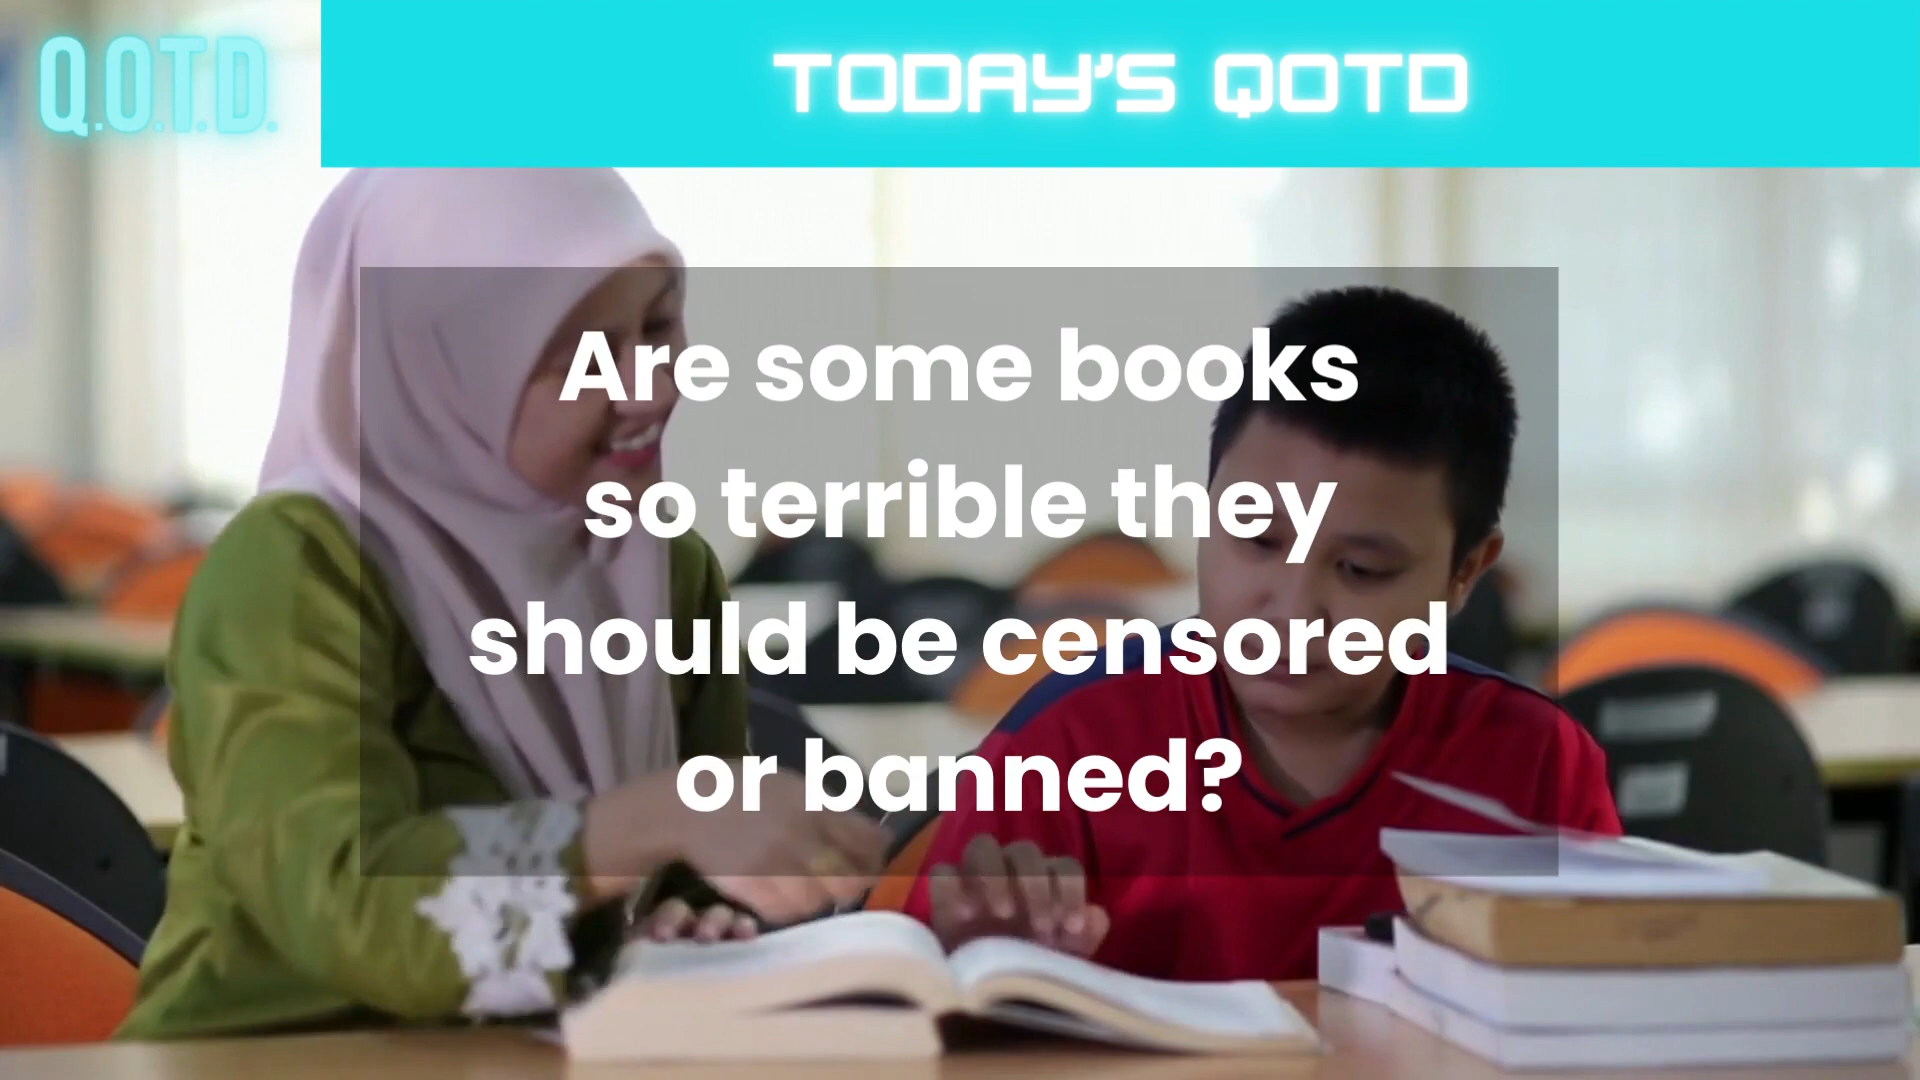 Q.O.T.D.
TODAY'S QOTD
Are some books
so terrible they
should be censored
or banned?